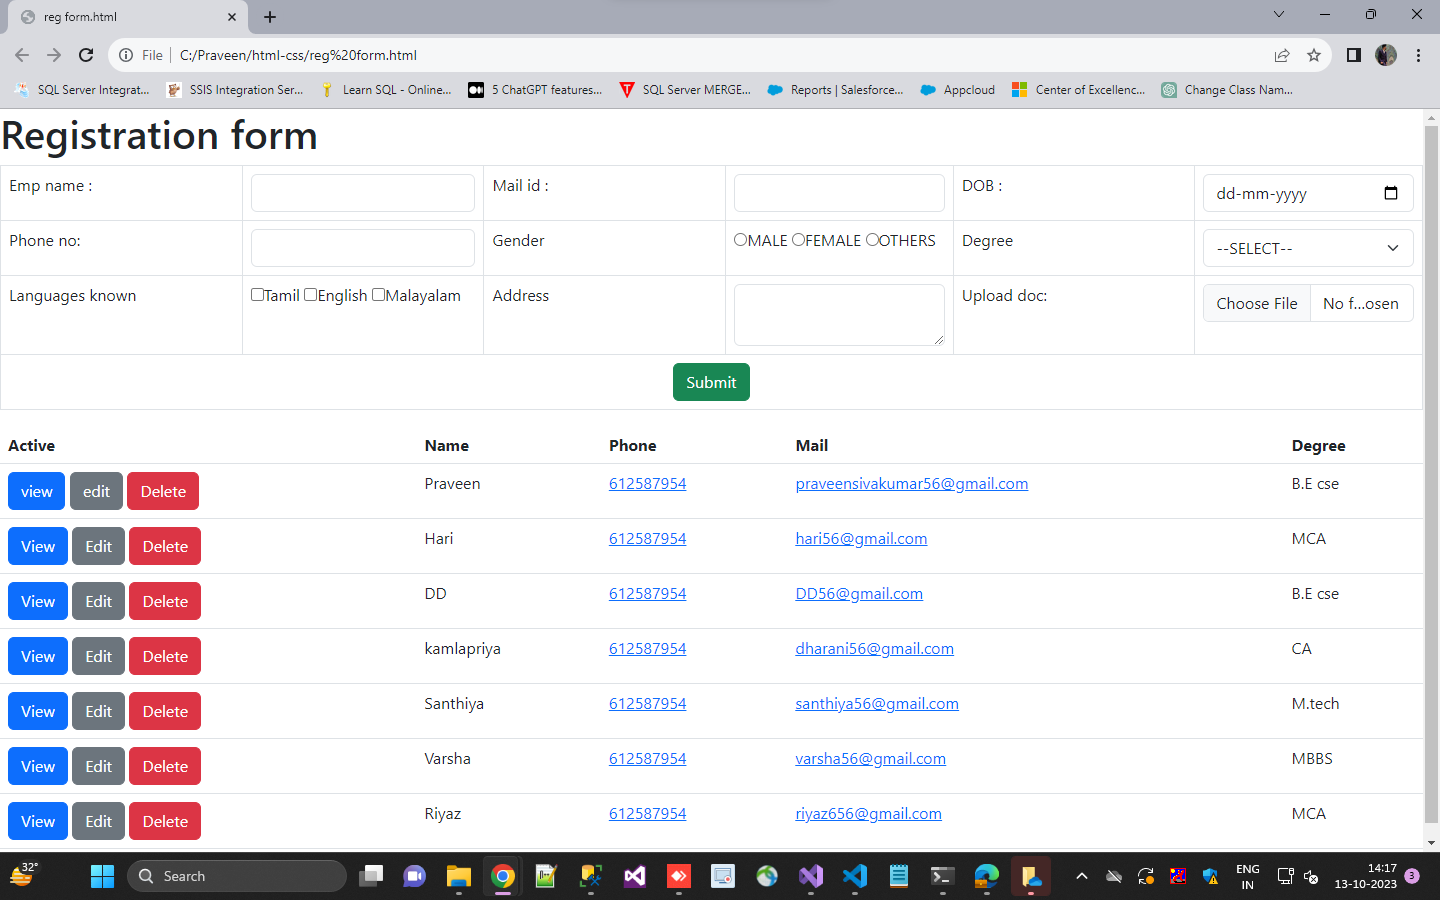 reg form.html
File C:/Praveen/html-css/reg%20form.html
SQL Server Integrat... SSIS Integration Ser... Learn SQL - Online... 5 ChatGPT features... SQL Server MERGE... Reports | Salesforce... Appcloud Center of Excellenc... Change Class Nam...
Registration form
Emp name : Mail id : DOB : dd-mm-yyyy
Phone no: Gender MALE FEMALE OTHERS Degree --SELECT--
Languages known Tamil English Malayalam Address Upload doc: Choose File No f...osen
Submit
Active Name Phone Mail Degree
view edit Delete Praveen 612587954 praveensivakumar56@gmail.com B.E cse
View Edit Delete Hari 612587954 hari56@gmail.com MCA
View Edit Delete DD 612587954 DD56@gmail.com B.E cse
View Edit Delete kamlapriya 612587954 dharani56@gmail.com CA
View Edit Delete Santhiya 612587954 santhiya56@gmail.com M.tech
View Edit Delete Varsha 612587954 varsha56@gmail.com MBBS
View Edit Delete Riyaz 612587954 riyaz656@gmail.com MCA
32° Search ENG 14:17
IN 13-10-2023 3